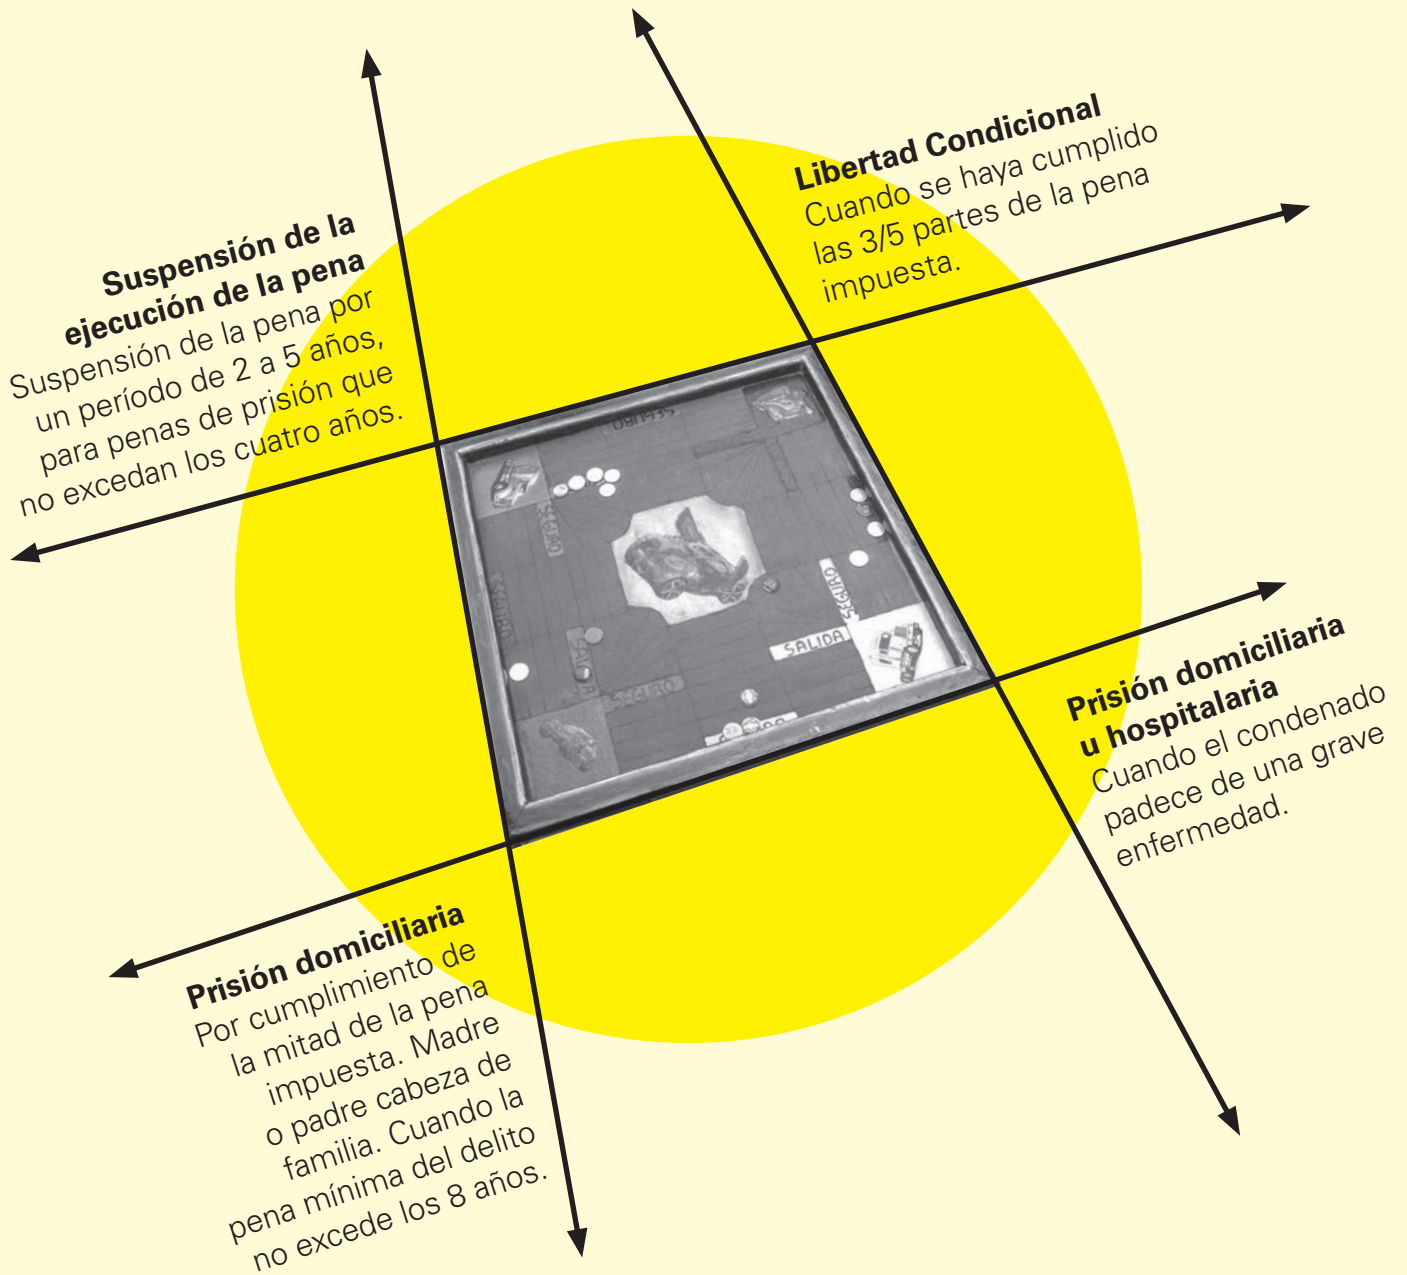 Suspensión de la
ejecución de la pena
Suspensión de la pena por
un período de 2 a 5 años,
para penas de prisión que
no excedan los cuatro años.
Libertad Condicional
Cuando se haya cumplido
las 3/5 partes de la pena
impuesta.
SEGURO
SEGURO
SEGURO
SEGURO
SALIDA
SEGURO
Prisión domiciliaria
u hospitalaria
Cuando el condenado
padece de una grave
enfermedad.
Prisión domiciliaria
Por cumplimiento de
la mitad de la pena
impuesta. Madre
o padre cabeza de
familia. Cuando la
pena mínima del delito
no excede los 8 años.